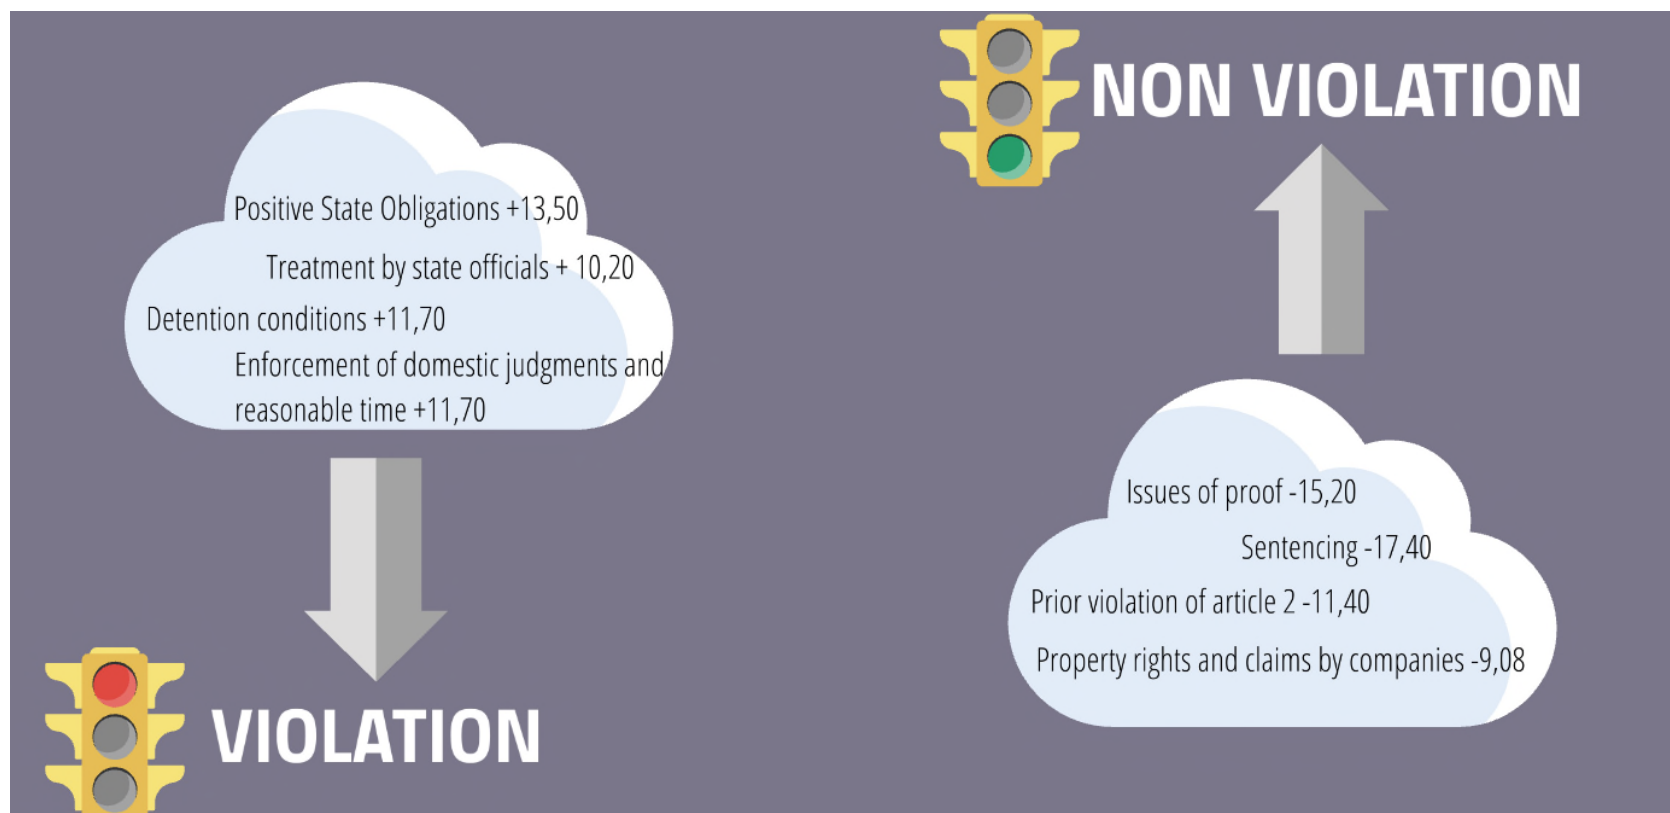 Positive State Obligations +13,50
Treatment by state officials + 10,20
Detention conditions +11,70
Enforcement of domestic judgments and
reasonable time +11,70
VIOLATION
NON VIOLATION
Issues of proof -15,20
Sentencing -17,40
Prior violation of article 2 -11,40
Property rights and claims by companies -9,08